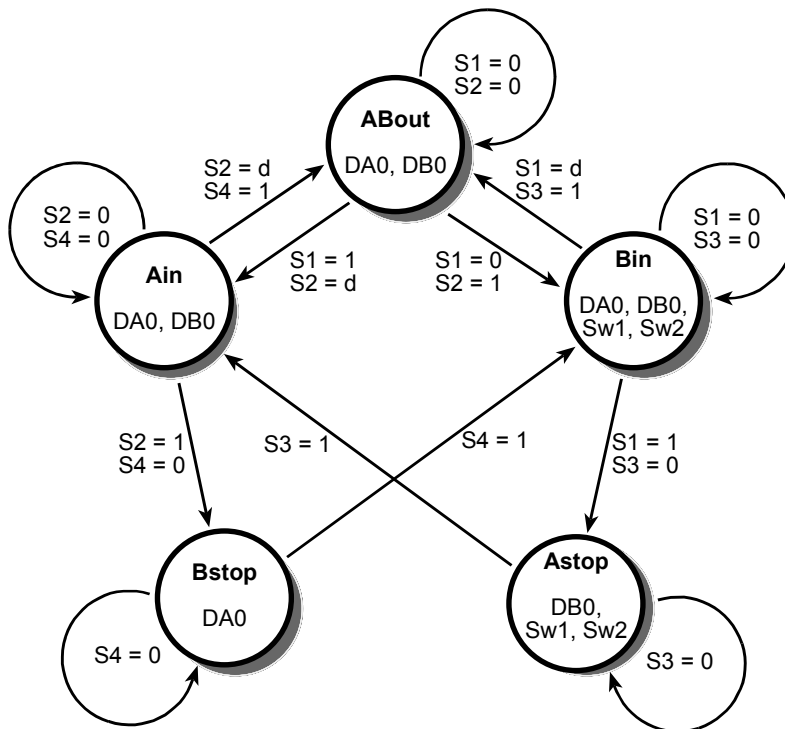 S1 = 0
S2 = 0
ABout
DA0, DB0
S2 = d
S4 = 1
S1 = d
S3 = 1
S2 = 0
S4 = 0
S1 = 0
S3 = 0
S1 = 1
S2 = d
S1 = 0
S2 = 1
Ain
DA0, DB0
Bin
DA0, DB0,
Sw1, Sw2
S2 = 1
S4 = 0
S3 = 1
S4 = 1
S1 = 1
S3 = 0
Bstop
DA0
Astop
DB0,
Sw1, Sw2
S4 = 0
S3 = 0